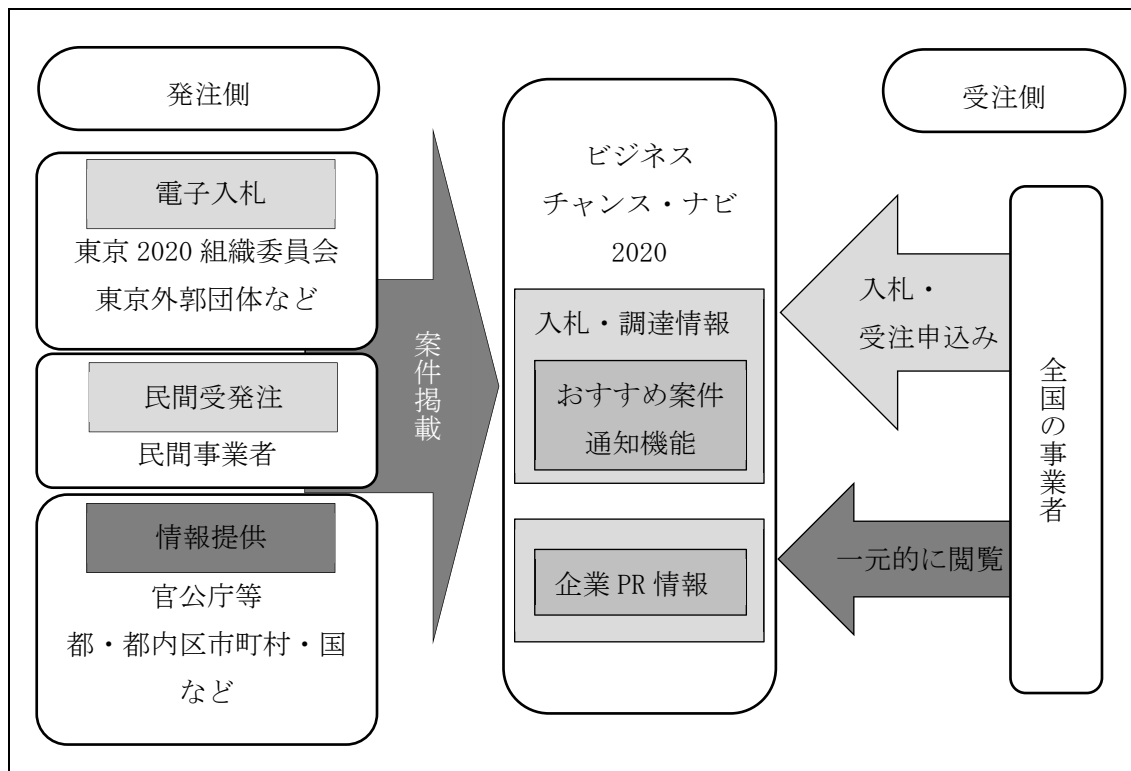 発注側
電子入札
東京 2020 組織委員会
東京外郭団体など
民間受発注
民間事業者
情報提供
官公庁等
都・都内区市町村・国
など
案件掲載
ビジネス
チャンス・ナビ
2020
入札・調達情報
おすすめ案件
通知機能
企業 PR 情報
受注側
入札・
受注申込み
一元的に閲覧
全国の事業者